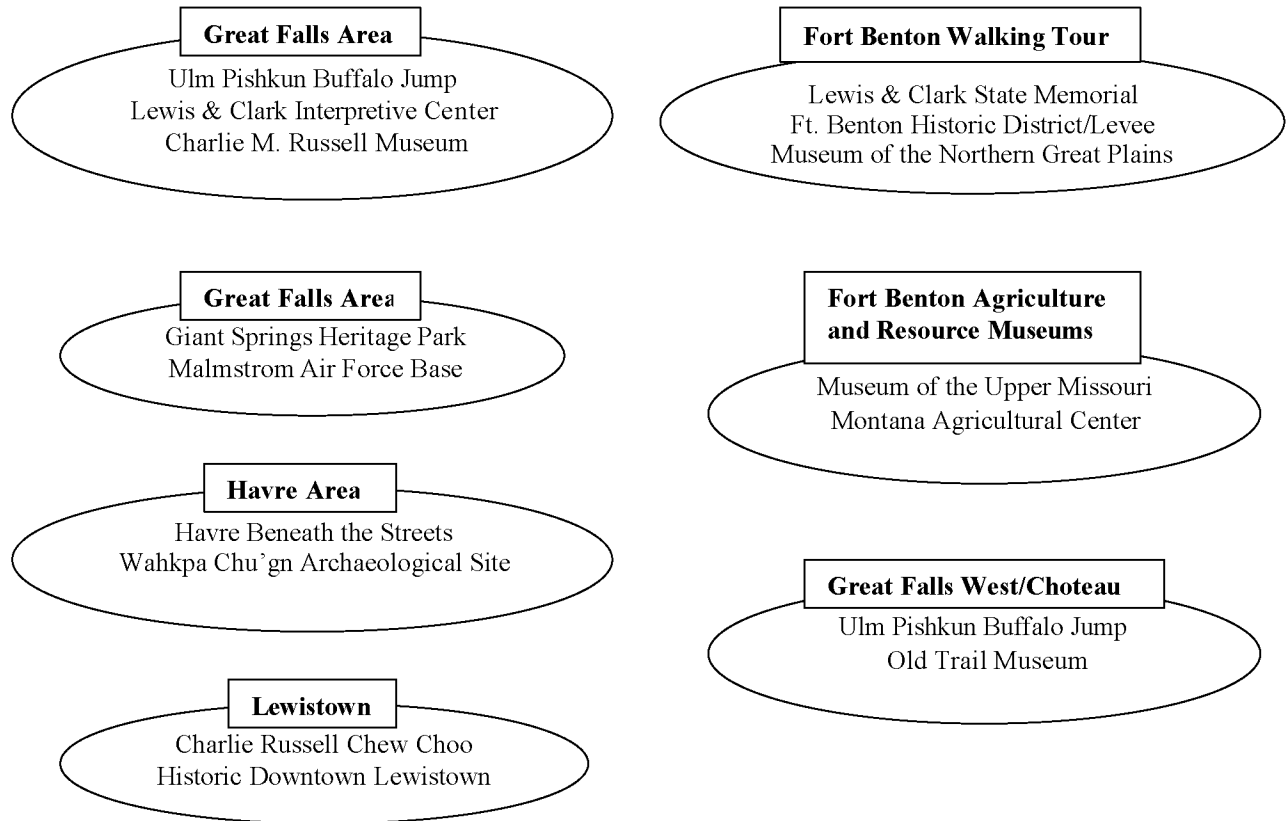 Great Falls Area
Ulm Pishkun Buffalo Jump
Lewis & Clark Interpretive Center
Charlie M. Russell Museum
Great Falls Area
Giant Springs Heritage Park
Malmstrom Air Force Base
Havre Area
Havre Beneath the Streets
Wahkpa Chu’gn Archaeological Site
Lewistown
Charlie Russell Chew Choo
Historic Downtown Lewistown
Fort Benton Walking Tour
Lewis & Clark State Memorial
Ft. Benton Historic District/Levee
Museum of the Northern Great Plains
Fort Benton Agriculture
and Resource Museums
Museum of the Upper Missouri
Montana Agricultural Center
Great Falls West/Choteau
Ulm Pishkun Buffalo Jump
Old Trail Museum